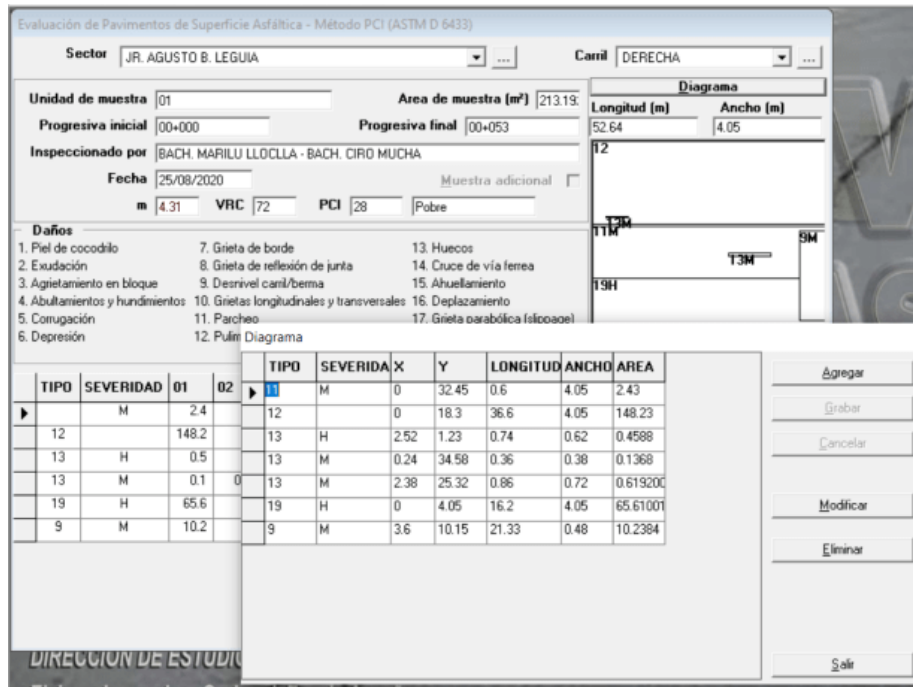 Evaluación de Pavimentos de Superficie Asfáltica - Método PCI (ASTM D 6433)
Sector JR. AGUSTO B. LEGUIA ... Carril DERECHA ...
Unidad de muestra 01 Area de muestra (m²) 213.19 Diagrama
Longitud (m) Ancho (m)
Progresiva inicial 00+000 Progresiva final 00+053 52.64 4.05
Inspeccionado por BACH. MARILU LLOCLLA - BACH. CIRO MUCHA
12
Fecha 25/08/2020 Muestra adicional
m 4.31 VRC 72 PCI 28 Pobre
13M
11M
9M
13M
19H
Daños
1. Piel de cocodrilo 7. Grieta de borde 13. Huecos
2. Exudación 8. Grieta de reflexión de junta 14. Cruce de vía ferrea
3. Agrietamiento en bloque 9. Desnivel carril/berma 15. Ahuellamiento
4. Abultamientos y hundimientos 10. Grietas longitudinales y transversales 16. Deplazamiento
5. Corrugación 11. Parcheo 17. Grieta parabólica (slippage)
6. Depresión 12. Pulim
TIPO SEVERIDAD 01 02
M 2.4
12 148.2
13 H 0.5
13 M 0.1 0
19 H 65.6
9 M 10.2
Diagrama
TIPO SEVERIDA X Y LONGITUD ANCHO AREA
11 M 0 32.45 0.6 4.05 2.43
12 0 18.3 36.6 4.05 148.23
13 H 2.52 1.23 0.74 0.62 0.4588
13 M 0.24 34.58 0.36 0.38 0.1368
13 M 2.38 25.32 0.86 0.72 0.619200
19 H 0 4.05 16.2 4.05 65.61001
9 M 3.6 10.15 21.33 0.48 10.2384
Agregar
Grabar
Cancelar
Modificar
Eliminar
Salir
DIRECCION DE ESTUDIO